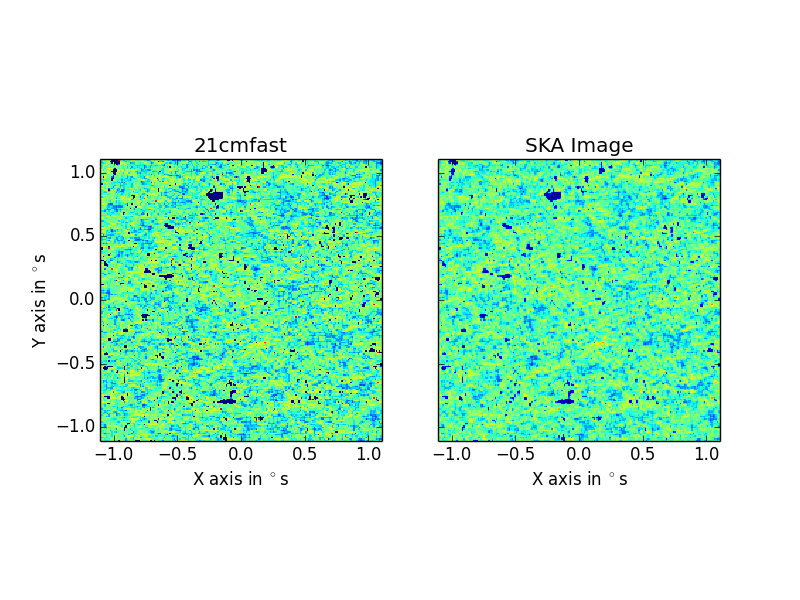 21cmfast
SKA Image
Y axis in °s
1.0
0.5
0.0
−0.5
−1.0
−1.0 −0.5 0.0 0.5 1.0
X axis in °s
−1.0 −0.5 0.0 0.5 1.0
X axis in °s